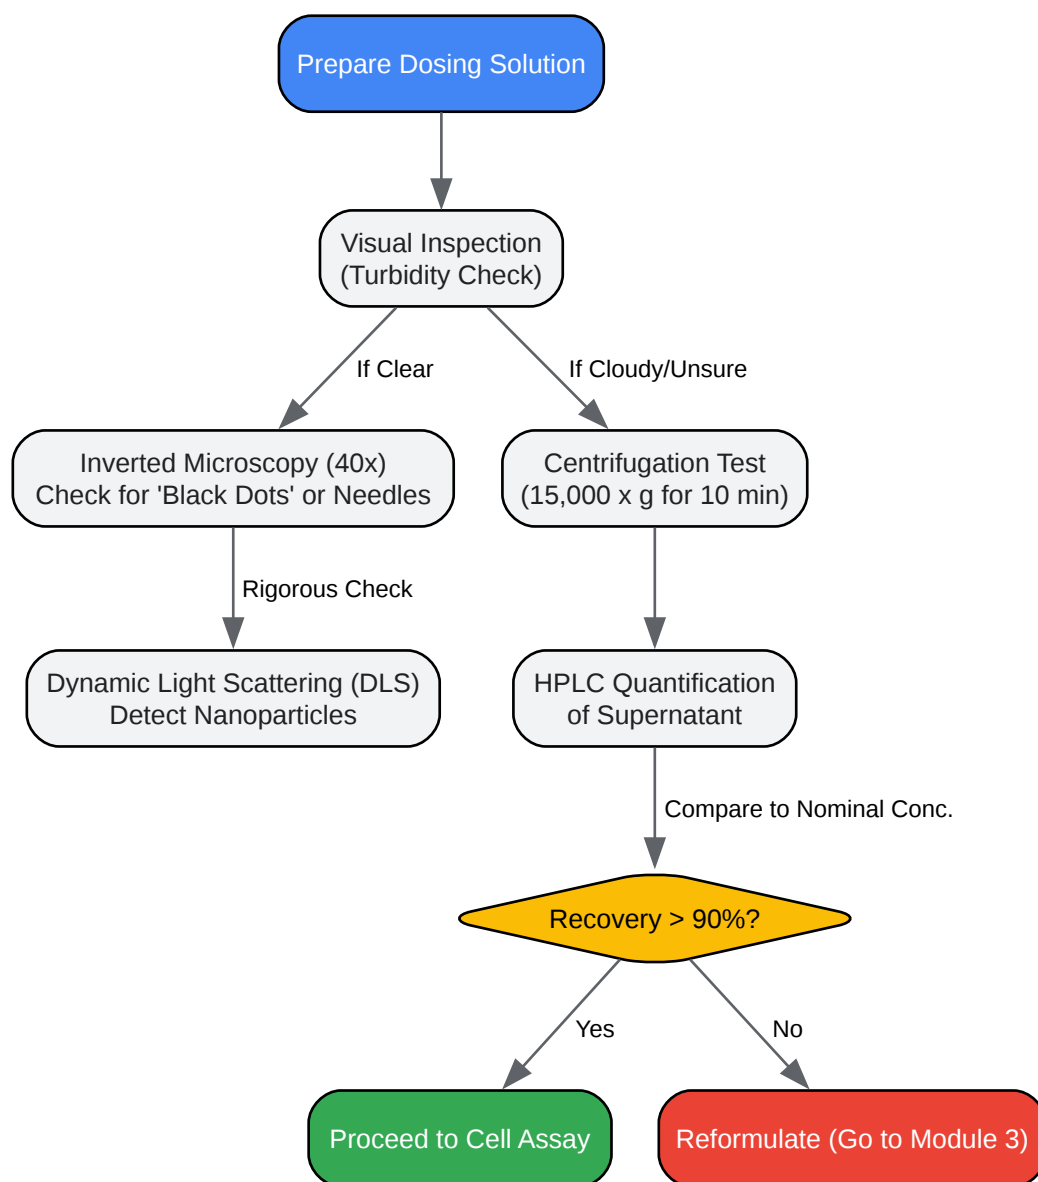 Prepare Dosing Solution
Visual Inspection
(Turbidity Check)
If Clear
If Cloudy/Unsure
Inverted Microscopy (40x)
Check for 'Black Dots' or Needles
Centrifugation Test
(15,000 x g for 10 min)
Rigorous Check
Dynamic Light Scattering (DLS)
Detect Nanoparticles
HPLC Quantification
of Supernatant
Compare to Nominal Conc.
Recovery > 90%?
Yes
No
Proceed to Cell Assay
Reformulate (Go to Module 3)